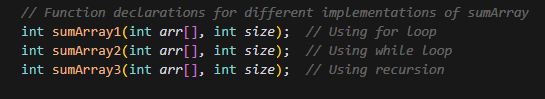 // Function declarations for different implementations of sumArray
int sumArray1(int arr[], int size);  // Using for loop
int sumArray2(int arr[], int size);  // Using while loop
int sumArray3(int arr[], int size);  // Using recursion